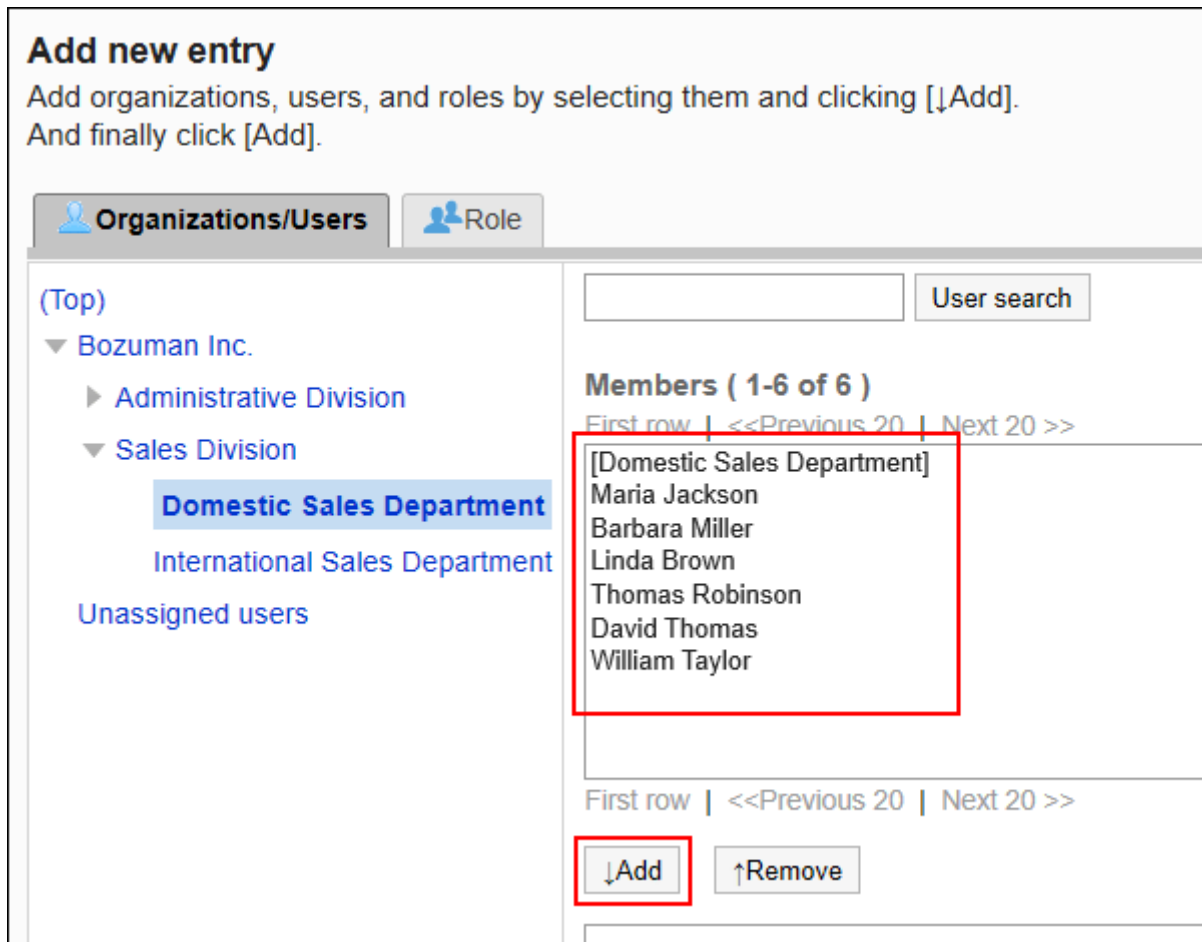 Add new entry
Add organizations, users, and roles by selecting them and clicking [↓Add].
And finally click [Add].
Organizations/Users
Role
(Top)
Bozuman Inc.
Administrative Division
Sales Division
Domestic Sales Department
International Sales Department
Unassigned users
User search
Members ( 1-6 of 6 )
First row | <<Previous 20 | Next 20 >>
[Domestic Sales Department]
Maria Jackson
Barbara Miller
Linda Brown
Thomas Robinson
David Thomas
William Taylor
First row | <<Previous 20 | Next 20 >>
↓Add
↑Remove